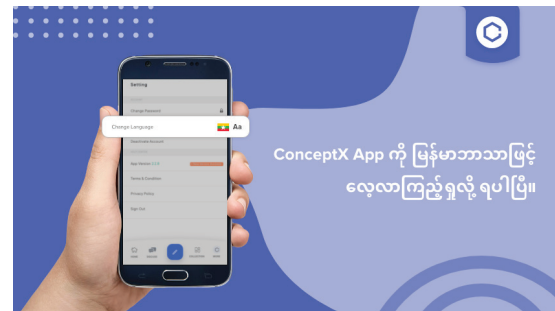 Setting
Change Password
Change Language
Aa
Deactivate Account
App Version
Terms & Condition
Privacy Policy
Sign Out
ConceptX App ကို မြန်မာဘာသာဖြင့်
လေ့လာကြည့်ရှုလို့ ရပါပြီ။